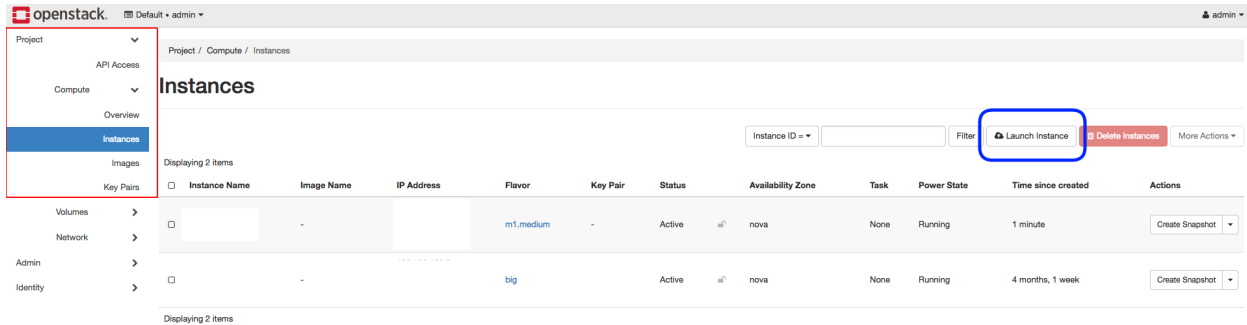 openstack. Default • admin
admin
Project
API Access
Compute
Overview
Instances
Images
Key Pairs
Volumes
Network
Admin
Identity
Project / Compute / Instances
Instances
Instance ID = Filter Launch Instance Delete Instances More Actions
Displaying 2 items
Instance Name Image Name IP Address Flavor Key Pair Status Availability Zone Task Power State Time since created Actions
- m1.medium - Active nova None Running 1 minute Create Snapshot
- big Active nova None Running 4 months, 1 week Create Snapshot
Displaying 2 items